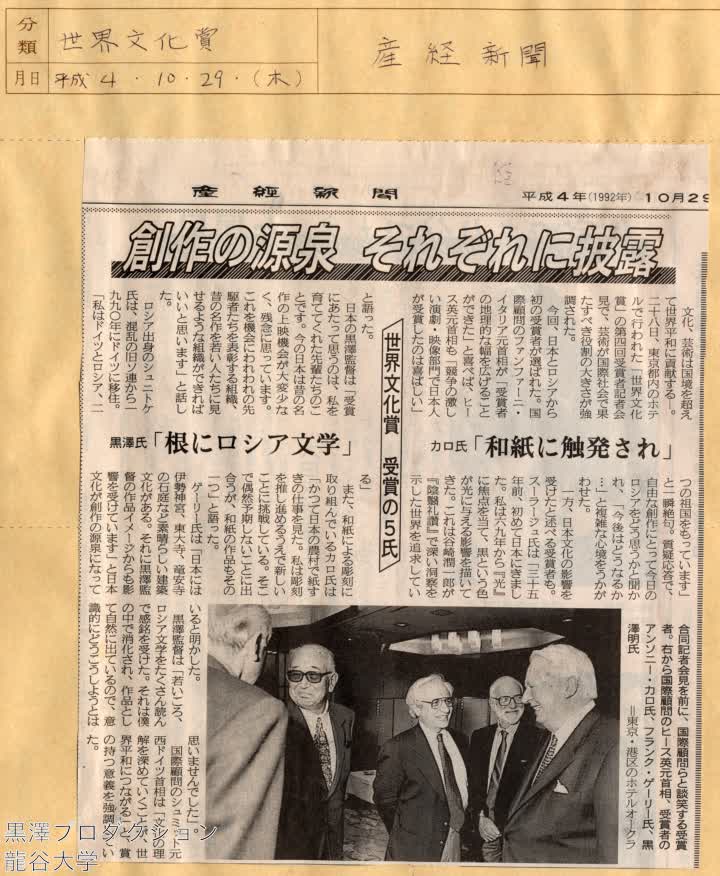 分類
世界文化賞
産経新聞
月日
平成4.10.29.(木)
産經新聞
平成4年(1992年)10月29
創作の源泉 それぞれに披露
文化、芸術は国境を超え
て世界平和に貢献する―。
二十八日、東京都内のホテ
ルで行われた「世界文化
賞」の第四回受賞者記者会
見で、芸術が国際社会で果
たすべき役割の大きさが強
調された。
今回、日本とロシアから
初の受賞者が選ばれた。国
際顧問のファンファーニ・
イタリア元首相が「受賞者
の地理的な幅を広げること
ができた」と喜べば、ヒー
ス英元首相も「競争の激し
い演劇・映像部門で日本人
が受賞したのは喜ばしい」
と語った。
日本の黒澤監督は「受賞
にあたって思うのは、私を
育ててくれた先輩たちのこ
とです。今の日本は昔の名
作の上映機会が大変少な
く、残念に思っています。
これを機会にわれわれの先
駆者たちを表彰する組織、
昔の名作を若い人たちに見
せるような組織ができれば
いいと思います」と話し
た。
ロシア出身のシュニトケ
氏は、混乱の旧ソ連から一
九九〇年にドイツに移住。
「私はドイツとロシア、二
世界文化賞 受賞の5氏
カロ氏「和紙に触発され」
黒澤氏「根にロシア文学」
つの祖国をもっています」
と一瞬絶句。質疑応答で、
自由な創作にとって今日の
ロシアをどう思うかと聞か
れ、「今後はどうなるか
…」と複雑な心境をうかが
わせた。
一方、日本文化の影響を
受けたと述べる受賞者も。
スーラージュ氏は「三十五
年前、初めて日本にきまし
た。私は六九年から『光』
に焦点を当て、黒という色
が光に与える影響を描いて
きた。これは谷崎潤一郎が
『陰翳礼讃』で深い洞察を
示した世界を追求してい
る」
また、和紙による彫刻に
取り組んでいるカロ氏は
「かつて日本の農村で紙す
きの仕事を見た。私は彫刻
を推し進めるうえで新しい
ことに挑戦している。そこ
で偶然予期しないことに出
合うが、和紙の作品もその
一つ」と語った。
ゲーリー氏は「日本には
伊勢神宮、東大寺、竜安寺
の石庭など素晴らしい建築
文化がある。それに黒澤監
督の作品イメージからも影
響を受けています」と日本
文化が創作の源泉になって
いると明かした。
黒澤監督は「若いころ、
ロシア文学をたくさん読ん
で感銘を受けた。それは僕
の中で消化され、作品とし
て自然に出ているので、意
識的にどうこうしようとは
思いませんでした」。
国際顧問のシュミット元
西ドイツ首相は「文化の理
解を深めていくことが、世
界平和につながる」と賞
の持つ意義を強調してい
た。
合同記者会見を前に、国際顧問らと談笑する受賞
者。右から国際顧問のヒース英元首相、受賞者の
アンソニー・カロ氏、フランク・ゲーリー氏、黒
澤明氏 =東京・港区のホテルオークラ
黒澤プロダクション
龍谷大学